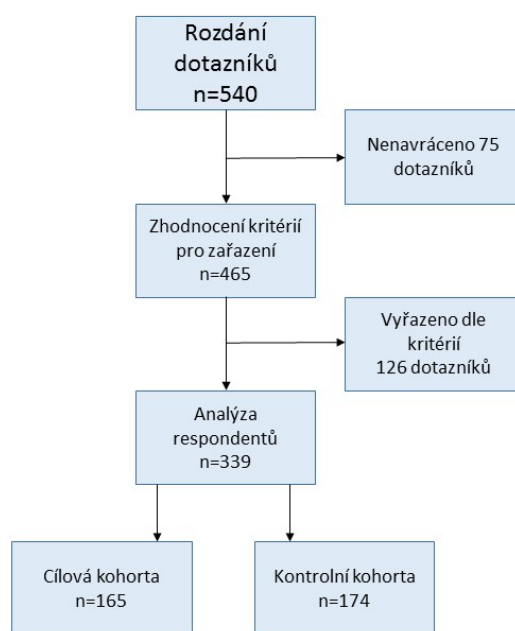 Rozdání
dotazníků
n=540
Nenavráceno 75
dotazníků
Zhodnocení kritérií
pro zařazení
n=465
Vyřazeno dle
kritérií
126 dotazníků
Analýza
respondentů
n=339
Cílová kohorta
n=165
Kontrolní kohorta
n=174